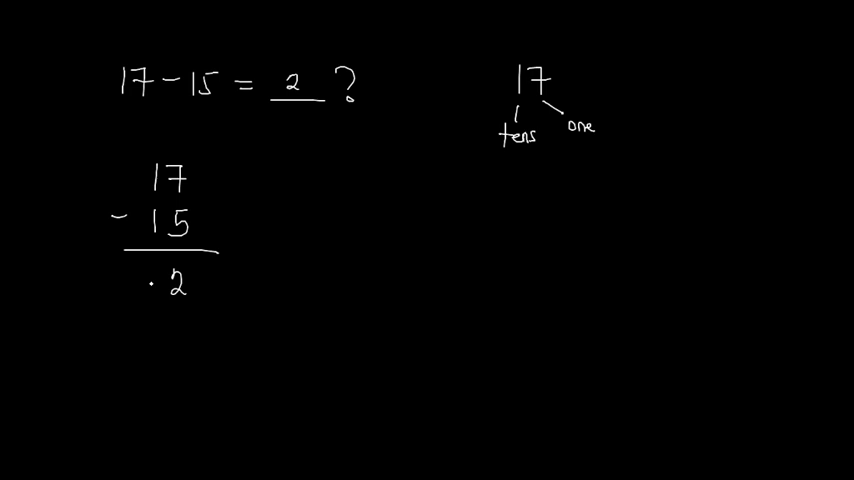 17 - 15 = 2 ?
17
tens one
17
- 15
. 2